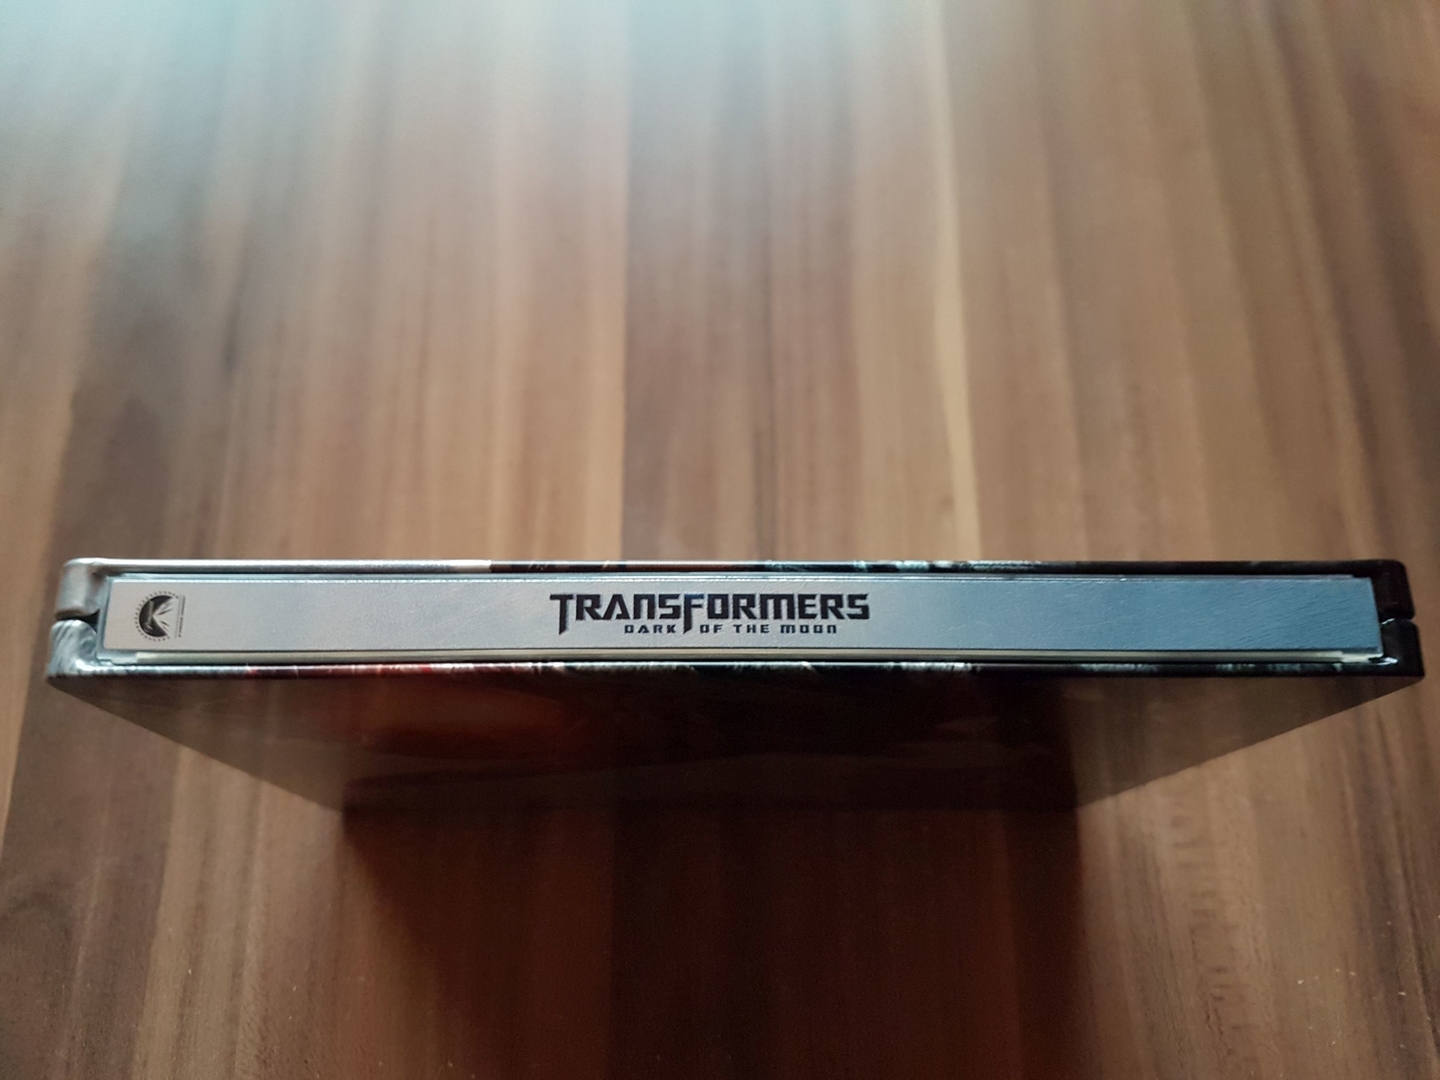 TRANSFORMERS
DARK OF THE MOON